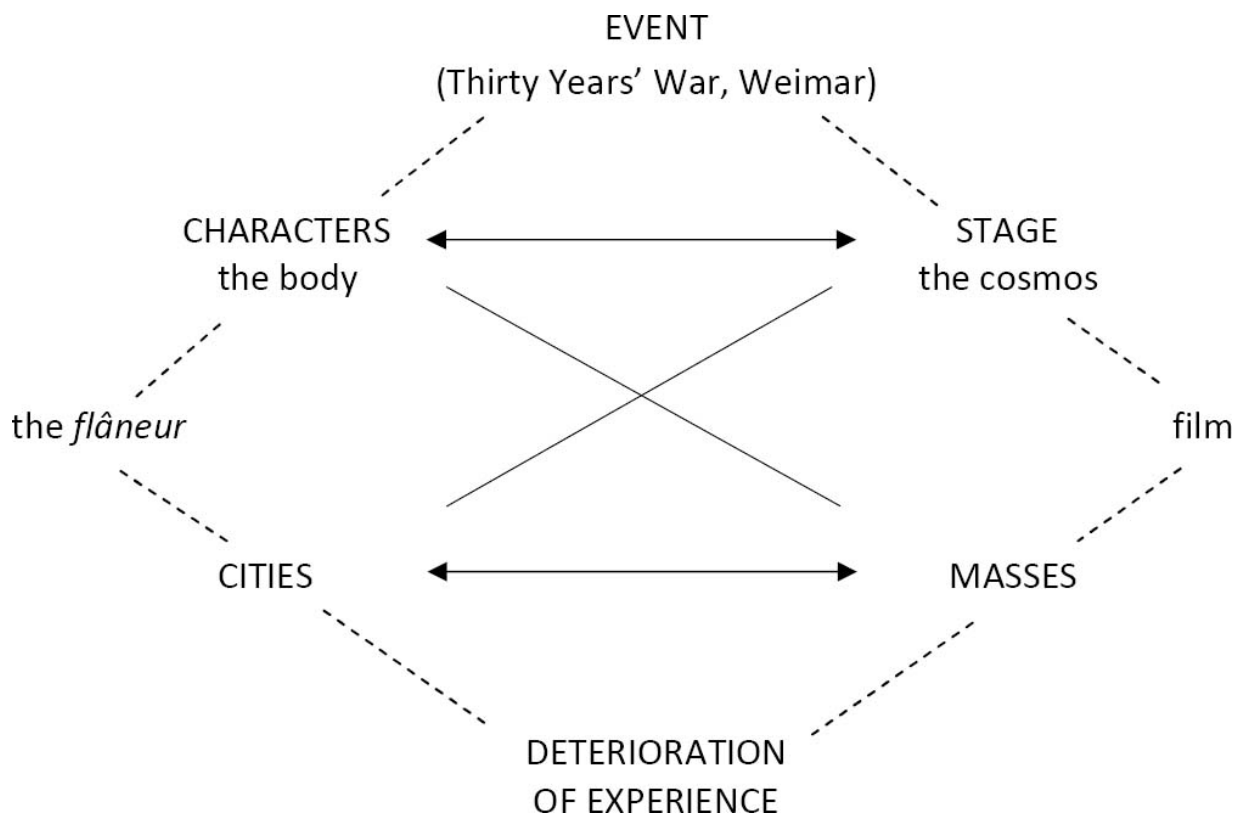 EVENT
(Thirty Years’ War, Weimar)
CHARACTERS
the body
STAGE
the cosmos
the flâneur
film
CITIES
MASSES
DETERIORATION
OF EXPERIENCE